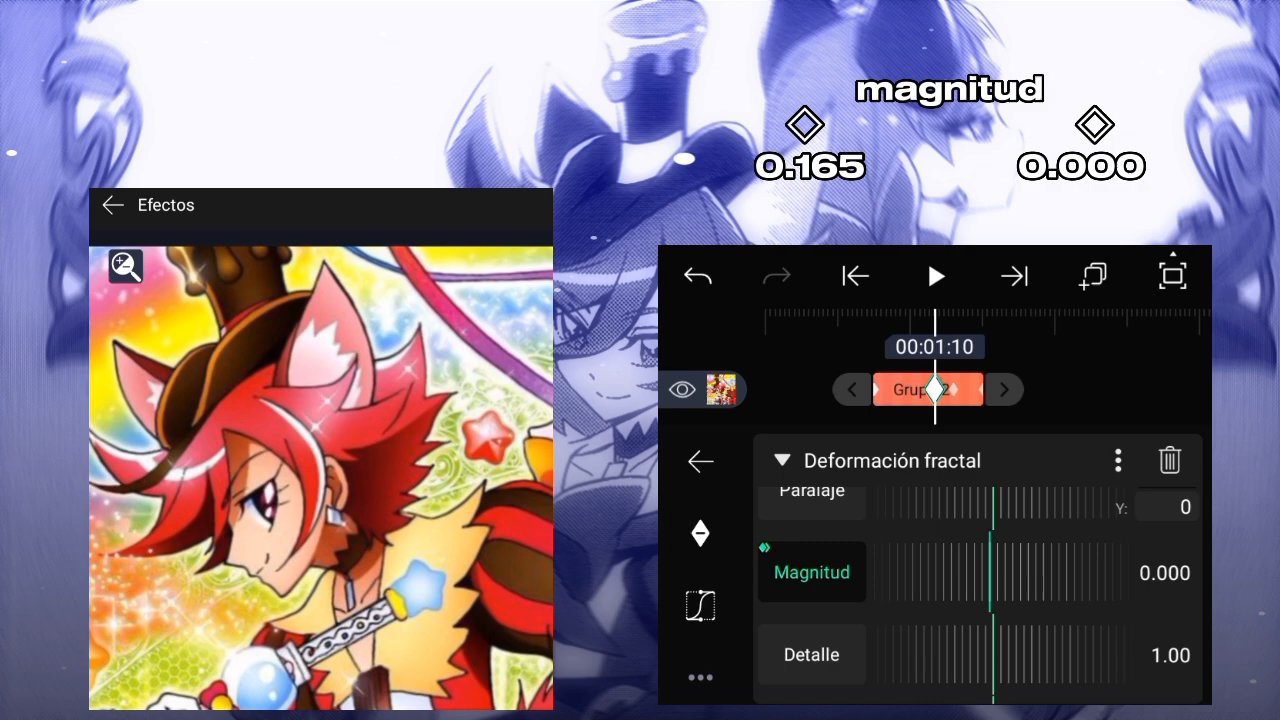 magnitud
0.165
0.000
Efectos
00:01:10
Grup 2
Deformación fractal
Paralaje
Y:
0
Magnitud
0.000
Detalle
1.00